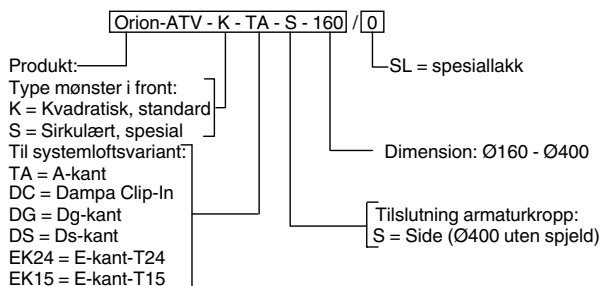 Orion-ATV - K - TA - S - 160 / 0
Produkt:
SL = spesiallakk
Type mønster i front:
K = Kvadratisk, standard
S = Sirkulært, spesial
Til systemloftsvariant:
TA = A-kant
DC = Dampa Clip-In
DG = Dg-kant
DS = Ds-kant
EK24 = E-kant-T24
EK15 = E-kant-T15
Dimension: Ø160 - Ø400
Tilslutning armaturkropp:
S = Side (Ø400 uten spjeld)